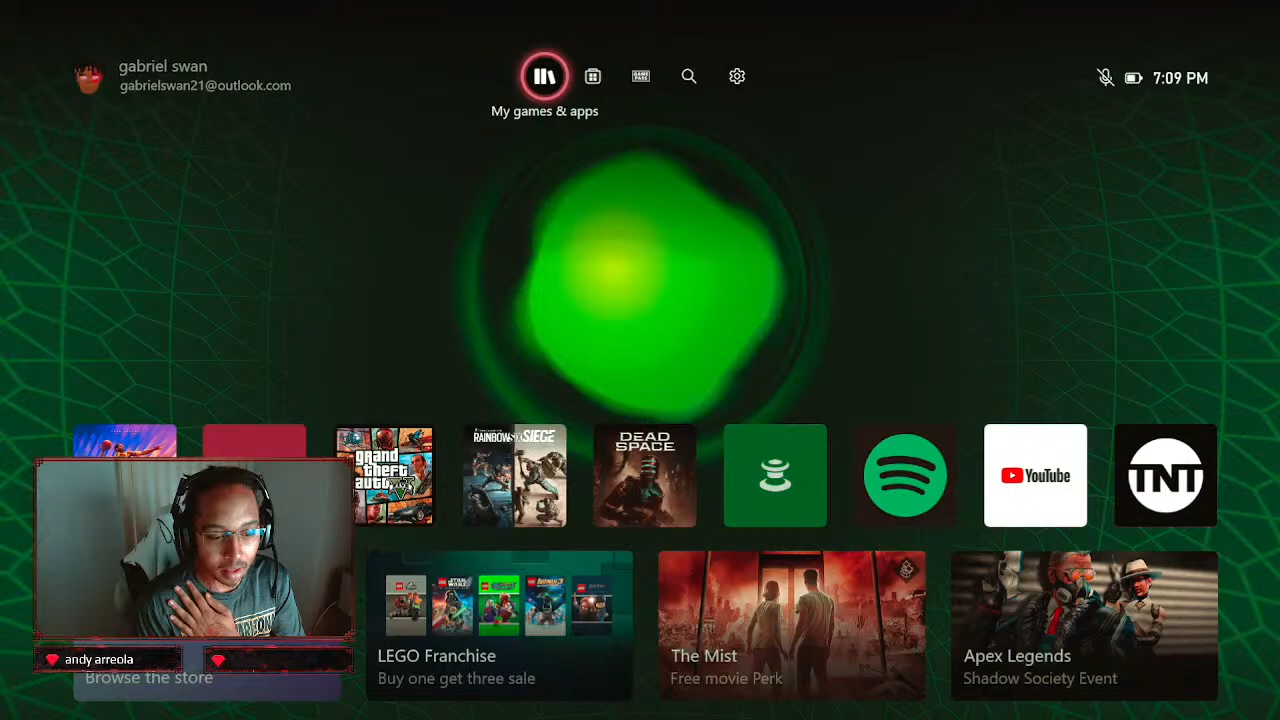 gabriel swan
gabrielswan21@outlook.com
GAME
PASS
My games & apps
7:09 PM
grand
theft
auto
V
RAINBOW SIX SIEGE
DEAD
SPACE
YouTube
TNT
andy arreola
Browse the store
LEGO Franchise
Buy one get three sale
The Mist
Free movie Perk
Apex Legends
Shadow Society Event